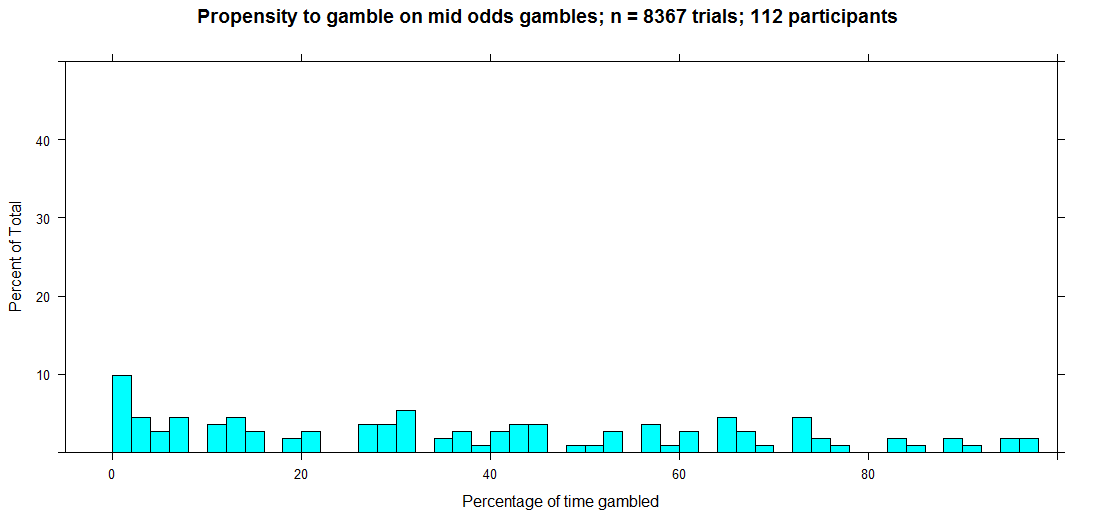 Propensity to gamble on mid odds gambles; n = 8367 trials; 112 participants
Percent of Total
40
30
20
10
0 20 40 60 80
Percentage of time gambled